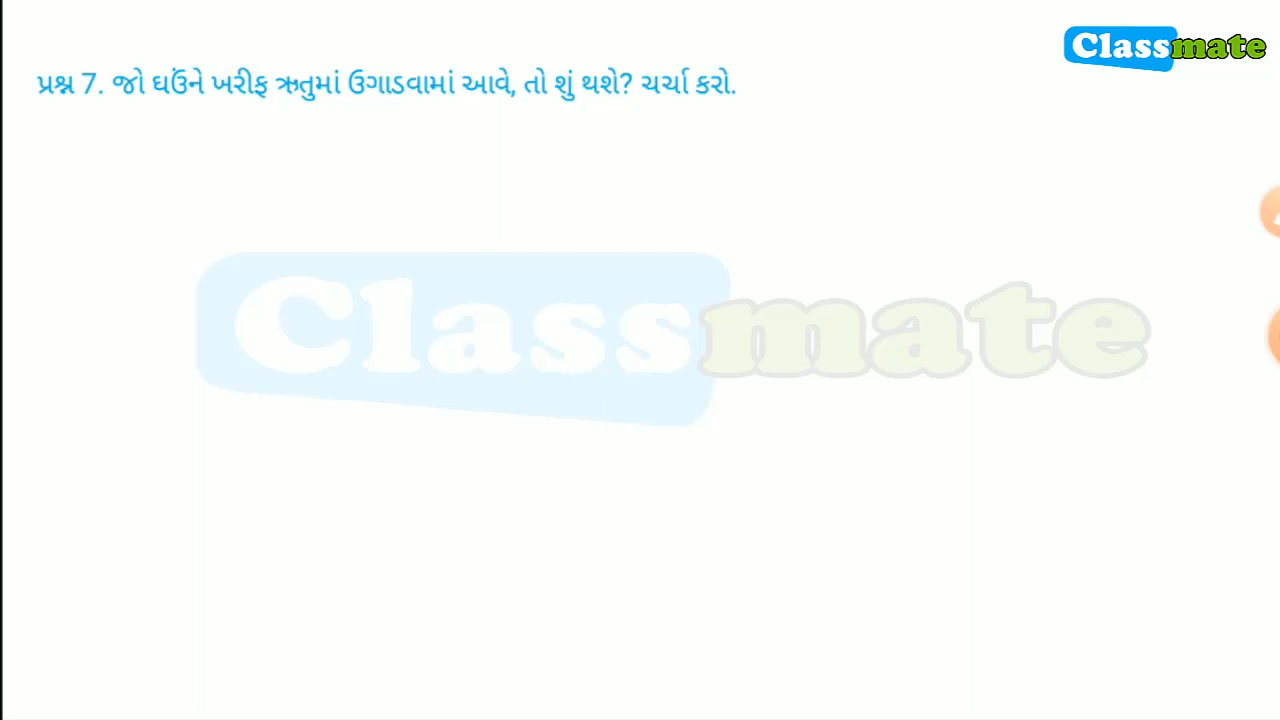 Classmate
પ્રશ્ન 7. જો ઘઉંને ખરીફ ઋતુમાં ઉગાડવામાં આવે, તો શું થશે? ચર્ચા કરો.
Classmate